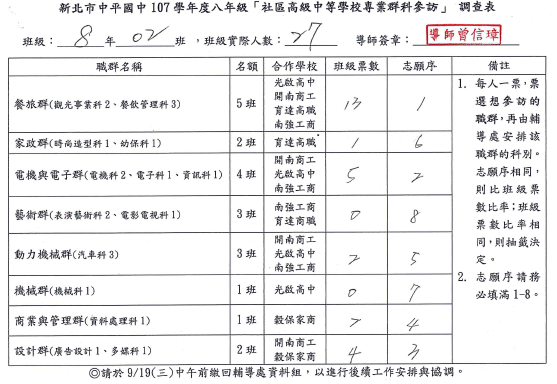 新北市中平國中 107 學年度八年級「社區高級中等學校專業群科參訪」 調查表
班級： 8 年 02 班 ，班級實際人數： 27 導師簽章： 導師曾信瑋
職群名稱 名額 合作學校 班級票數 志願序 備註
餐旅群(觀光事業科 2、餐飲管理科 3) 5 班 光啟高中 開南商工 育達高職 南強工商 13 1
家政群(時尚造型科 1、幼保科 1) 2 班 育達高職 1 6
電機與電子群(電機科 2、電子科 1、資訊科 1) 4 班 開南商工 光啟高中 南強工商 5 2
藝術群(表演藝術科 2、電影電視科 1) 3 班 南強工商 育達商職 0 8
動力機械群(汽車科 3) 3 班 開南商工 光啟高中 南強工商 2 5
機械群(機械科 1) 1 班 光啟高中 0 7
商業與管理群(資料處理科 1) 1 班 穀保家商 2 4
設計群(廣告設計 1、多媒科 1) 2 班 開南商工 穀保家商 4 3
1. 每人一票，票
選想參訪的
職群，再由輔
導處安排該
職群的科別。
志願序相同，
則比班級票
數比率；班級
票數比率相
同，則抽籤決
定。
2. 志願序請務
必填滿 1-8。
◎請於 9/19(三)中午前繳回輔導處資料組，以進行後續工作安排與協調。